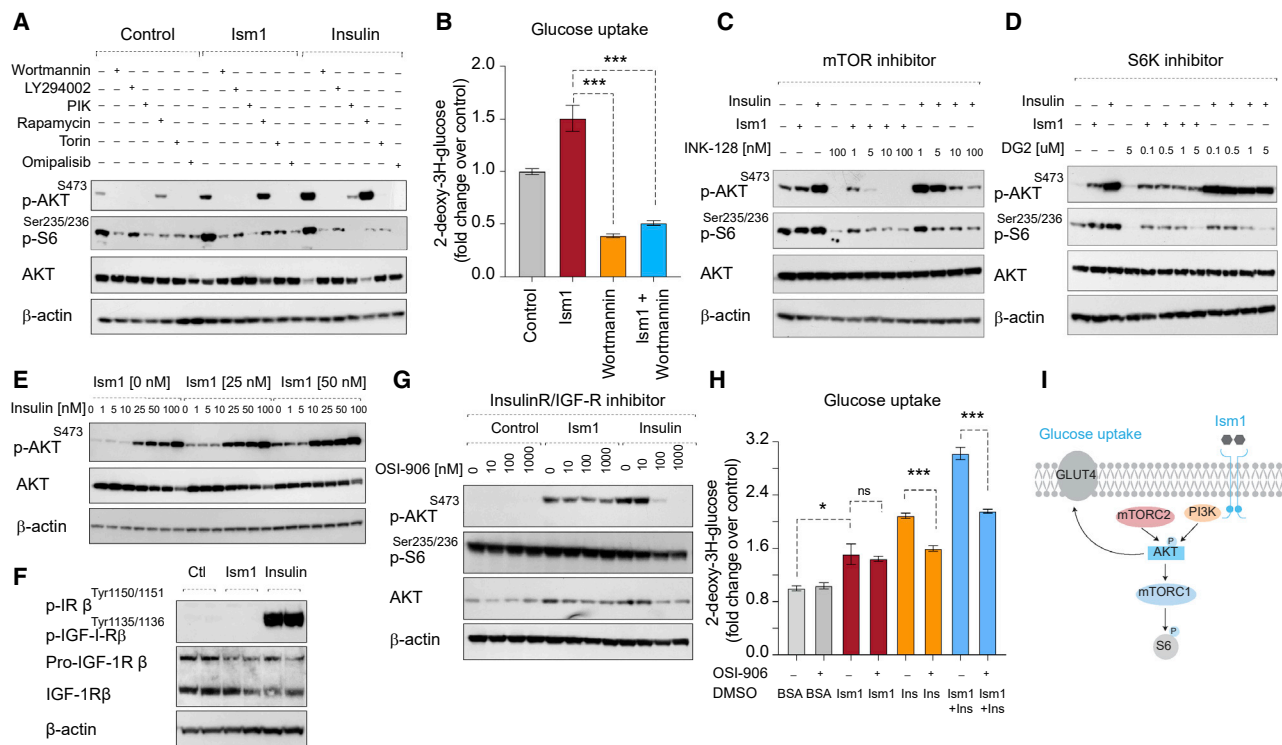 A
Control Ism1 Insulin
Wortmannin – + – – – – – – + – – – – – – + – – – – –
LY294002
PIK
Rapamycin
Torin
Omipalisib
p-AKT S473
p-S6 Ser235/236
AKT
β-actin
B
Glucose uptake
2-deoxy-3H-glucose
(fold change over control)
2.0
1.5
1.0
0.5
0.0
*** ***
Control
Ism1
Wortmannin
Ism1 +
Wortmannin
C
mTOR inhibitor
Insulin – – + – – – – – + + + +
Ism1 – + – – + + + + – – – –
INK-128 [nM] 100 1 5 10 100 1 5 10 100
p-AKT S473
p-S6 Ser235/236
AKT
β-actin
D
S6K inhibitor
Insulin – – + – – – – – + + + +
Ism1 – + – – + + + + – – – –
DG2 [uM] 5 0.1 0.5 1 5 0.1 0.5 1 5
p-AKT S473
p-S6 Ser235/236
AKT
β-actin
E
Ism1 [0 nM] Ism1 [25 nM] Ism1 [50 nM]
Insulin [nM] 0 1 5 10 25 50 100 0 1 5 10 25 50 100 0 1 5 10 25 50 100
p-AKT S473
AKT
β-actin
F
Ctl Ism1 Insulin
p-IR β Tyr1150/1151
p-IGF-I-Rβ Tyr1135/1136
Pro-IGF-1R β
IGF-1Rβ
β-actin
G
InsulinR/IGF-R inhibitor
Control Ism1 Insulin
OSI-906 [nM] 0 10 100 1000 0 10 100 1000 0 10 100 1000
p-AKT S473
p-S6 Ser235/236
AKT
β-actin
H
Glucose uptake
2-deoxy-3H-glucose
(fold change over control)
3.2
2.4
1.6
0.8
0.0
* ns *** ***
OSI-906 – + – + – + – +
DMSO BSA BSA Ism1 Ism1 Ins Ins Ism1 +Ins Ism1 +Ins
I
Ism1
Glucose uptake
GLUT4
mTORC2
PI3K
P
AKT
mTORC1
P
S6